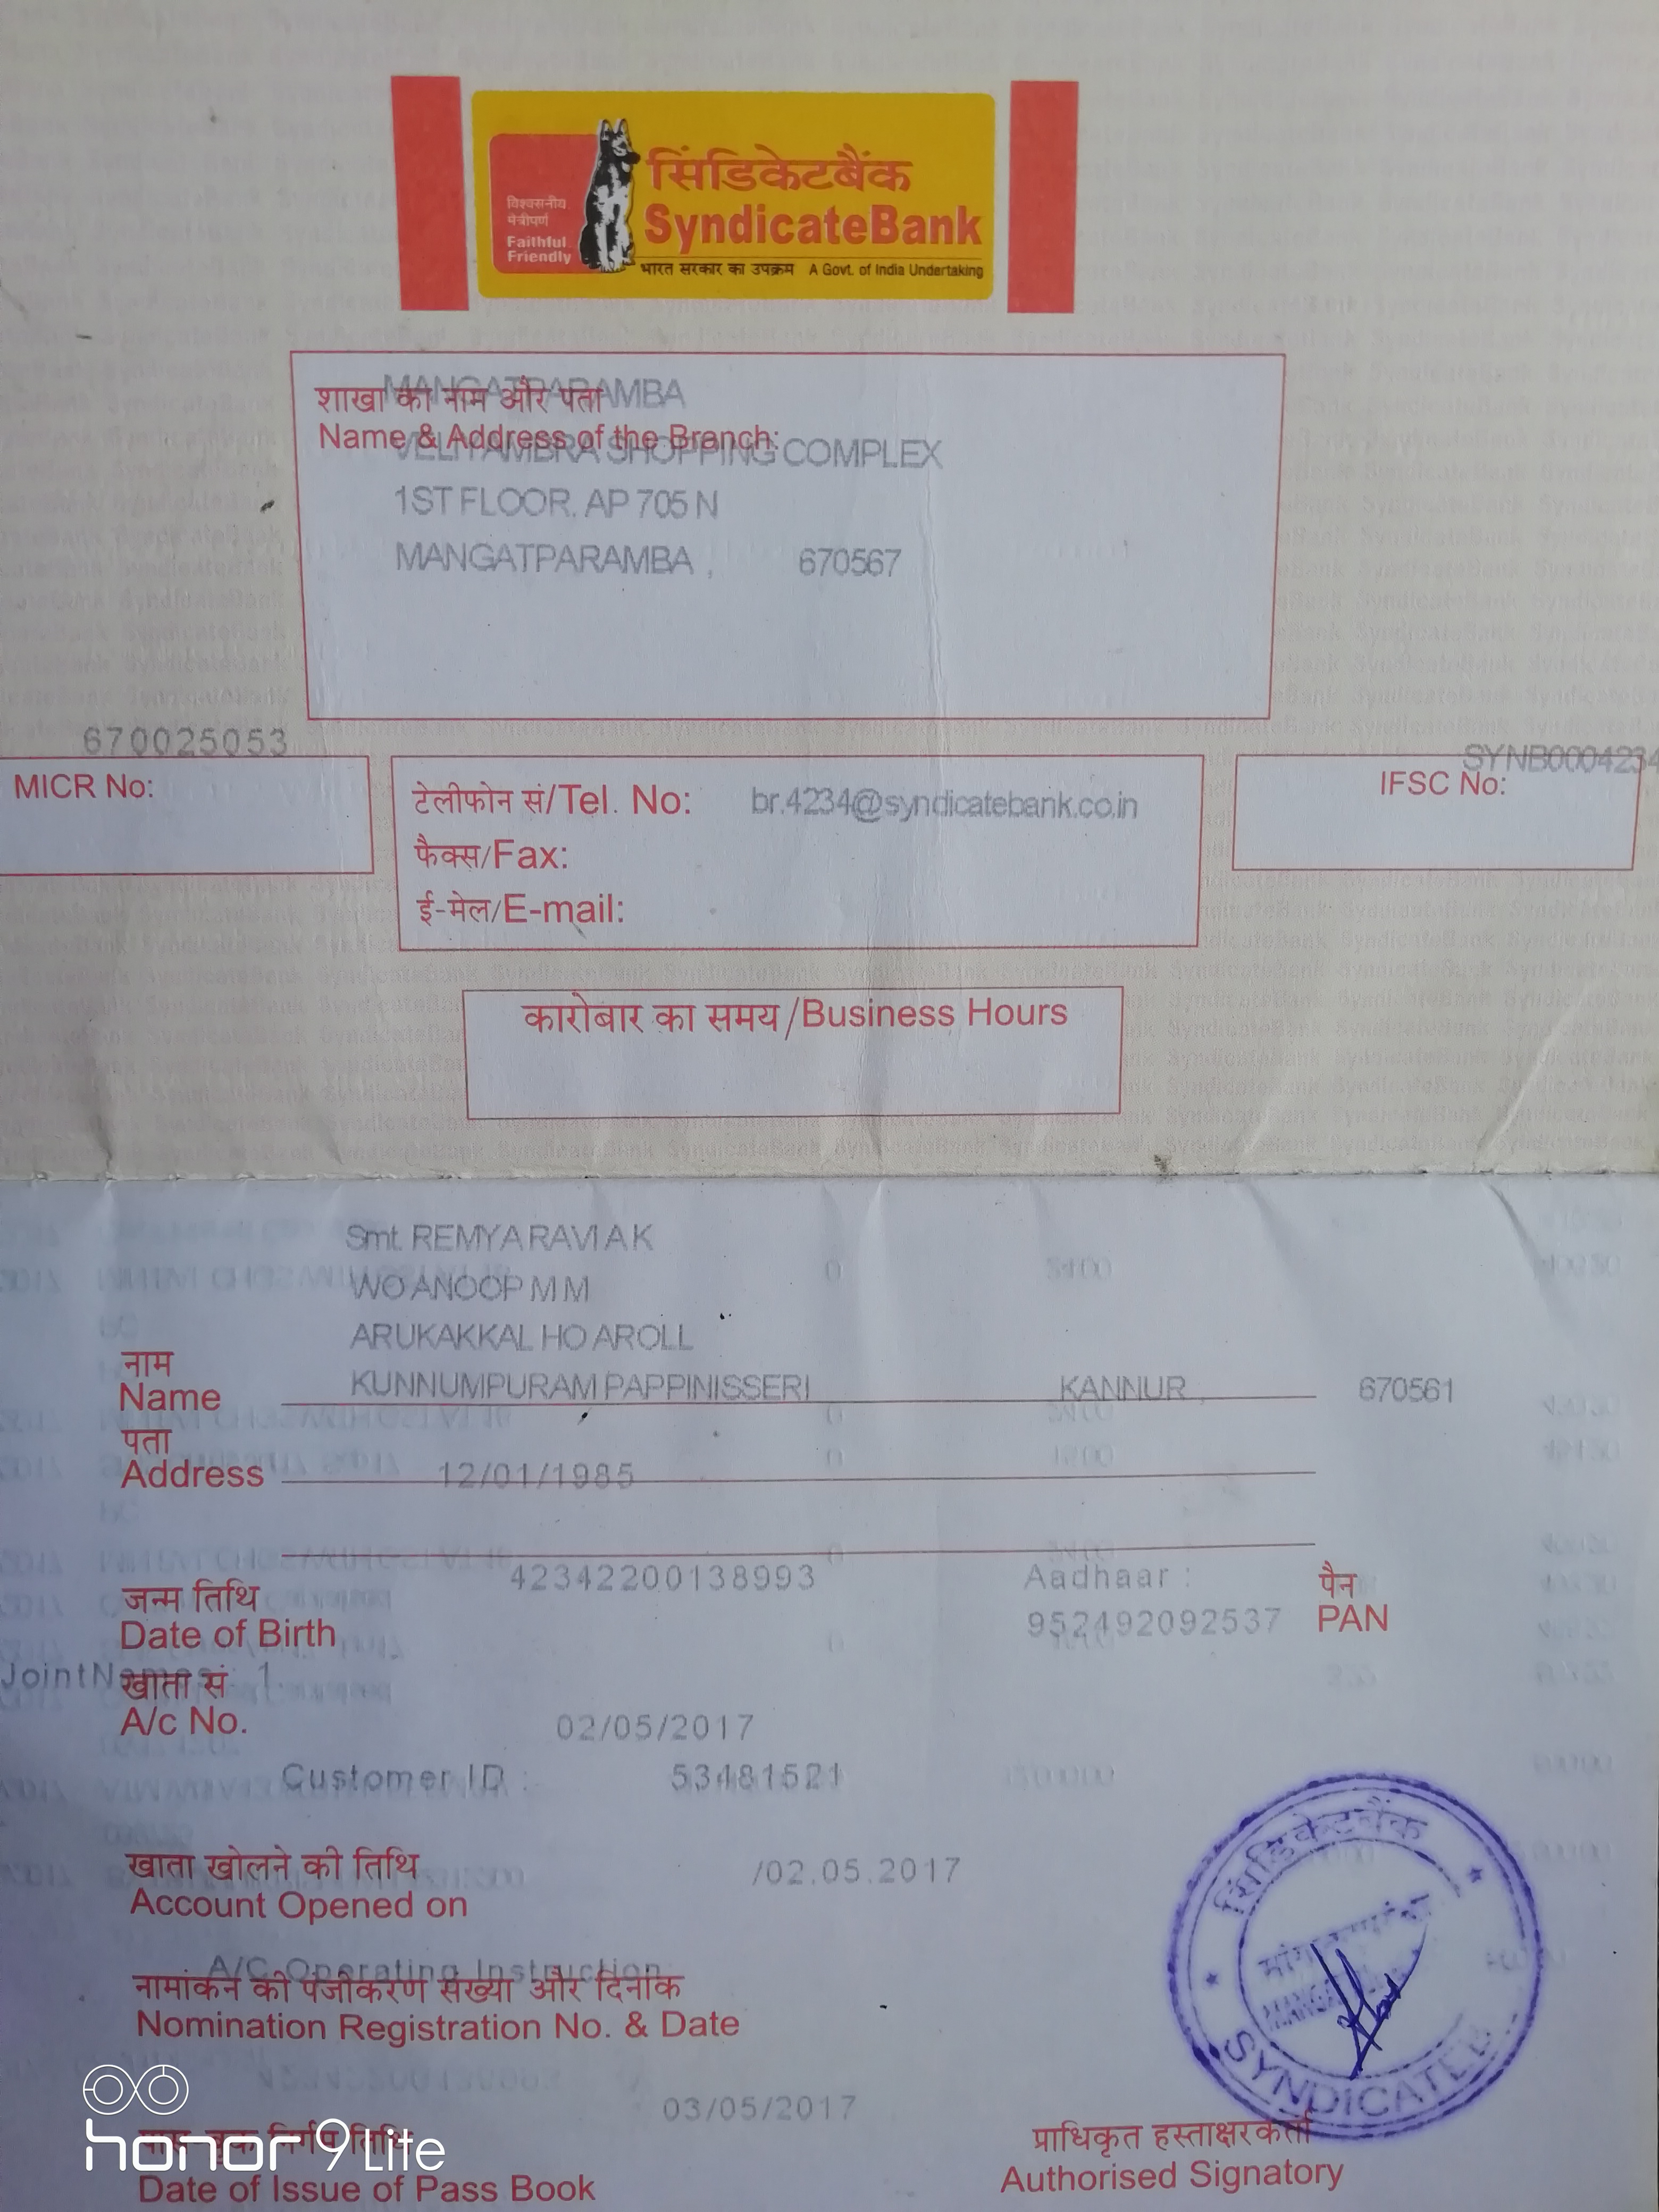 विश्वसनीय
मैत्रीपूर्ण
Faithful
Friendly
सिंडिकेटबैंक
SyndicateBank
भारत सरकार का उपक्रम A Govt. of India Undertaking
MANGATPARAMBA
शाखा का नाम और पता
Name & Address of the Branch:
SHOPPING COMPLEX
1ST FLOOR. AP 705 N
MANGATPARAMBA , 670567
670025053
MICR No:
टेलीफोन सं/Tel. No: br.4234@syndicatebank.co.in
फैक्स/Fax:
ई-मेल/E-mail:
SYNB0004234
IFSC No:
कारोबार का समय/Business Hours
Smt. REMYA RAVI A K
WO ANOOP M M
ARUKAKKAL HO AROLL
नाम
Name KUNNUMPURAM PAPPINISSERI KANNUR , 670561
पता
Address 12/01/1985
42342200138993 Aadhaar :
952492092537
जन्म तिथि
Date of Birth
पैन
PAN
JointNames: 1.
खाता सं
A/c No. 02/05/2017
Customer ID : 53481521
खाता खोलने की तिथि /02.05.2017
Account Opened on
A/C Operating Instruction:
नामांकन की पंजीकरण संख्या और दिनांक
Nomination Registration No. & Date
03/05/2017
पास बुक निर्गम तिथि
Date of Issue of Pass Book
सिंडिकेटबैंक
SYNDICATE
प्राधिकृत हस्ताक्षरकर्ता
Authorised Signatory
honor 9 Lite